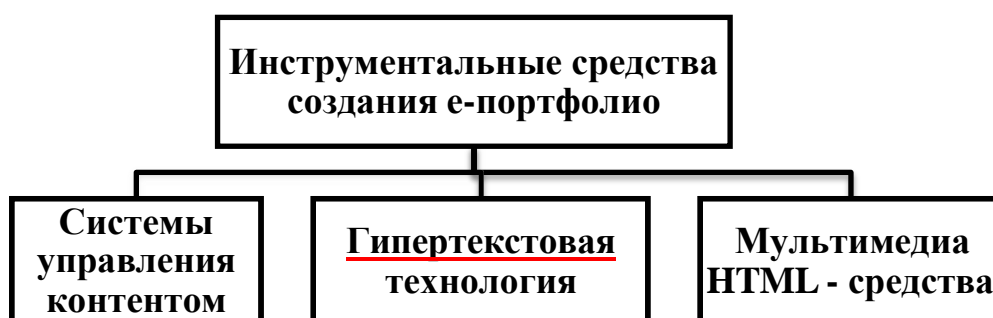 Инструментальные средства
создания е-портфолио
Системы
управления
контентом
Гипертекстовая
технология
Мультимедиа
HTML - средства